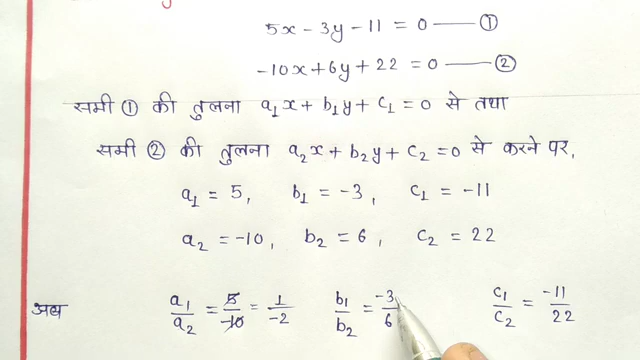 5x - 3y - 11 = 0 —— ①
-10x + 6y + 22 = 0 —— ②
समी ① की तुलना a₁x + b₁y + c₁ = 0 से तथा
समी ② की तुलना a₂x + b₂y + c₂ = 0 से करने पर,
a₁ = 5, b₁ = -3, c₁ = -11
a₂ = -10, b₂ = 6, c₂ = 22
अब a₁/a₂ = 5/-10 = 1/-2 b₁/b₂ = -3/6 c₁/c₂ = -11/22